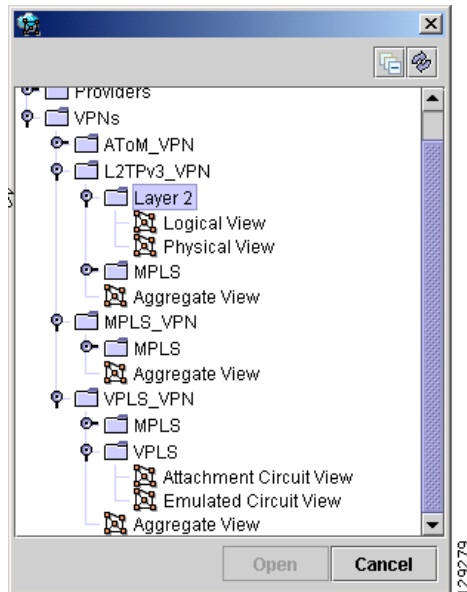 Providers
VPNs
AToM_VPN
L2TPv3_VPN
Layer 2
Logical View
Physical View
MPLS
Aggregate View
MPLS_VPN
MPLS
Aggregate View
VPLS_VPN
MPLS
VPLS
Attachment Circuit View
Emulated Circuit View
Aggregate View
Open Cancel
129279